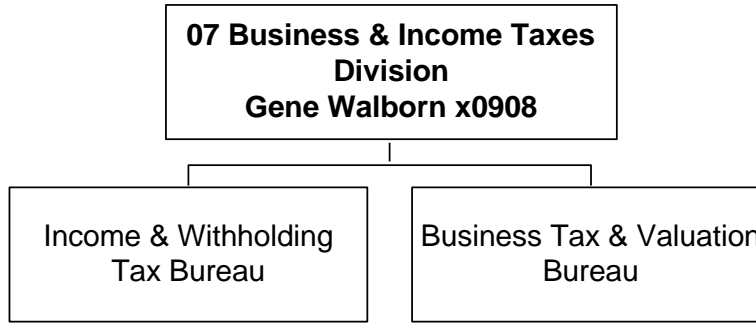 07 Business & Income Taxes
Division
Gene Walborn x0908
Income & Withholding
Tax Bureau
Business Tax & Valuation
Bureau